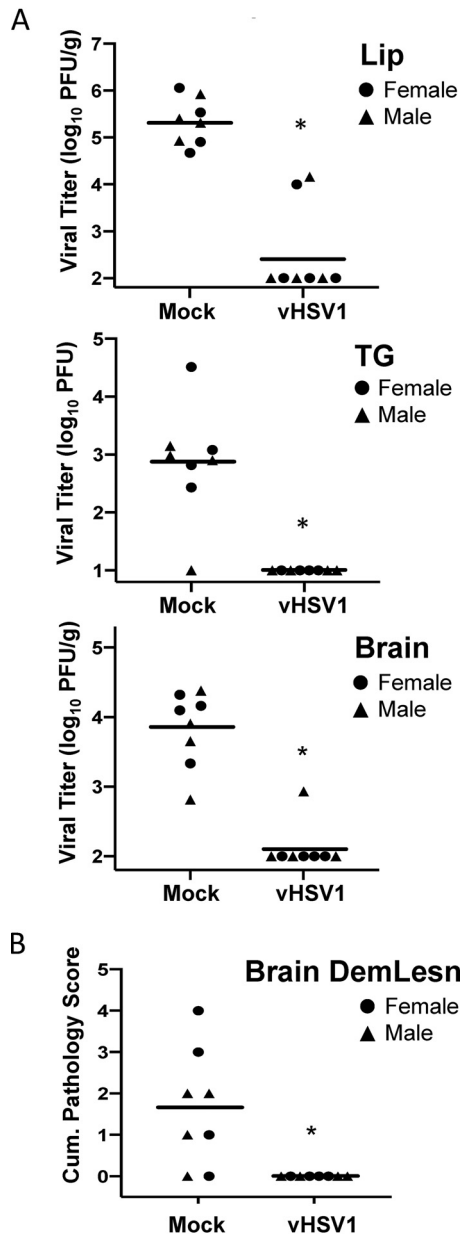 A
Lip
Female
Male
Viral Titer (log10 PFU/g)
7
6
5
4
3
2
*
Mock vHSV1
TG
Female
Male
Viral Titer (log10 PFU)
5
4
3
2
1
*
Mock vHSV1
Brain
Female
Male
Viral Titer (log10 PFU/g)
5
4
3
2
*
Mock vHSV1
B
Brain DemLesn
Female
Male
Cum. Pathology Score
5
4
3
2
1
0
*
Mock vHSV1